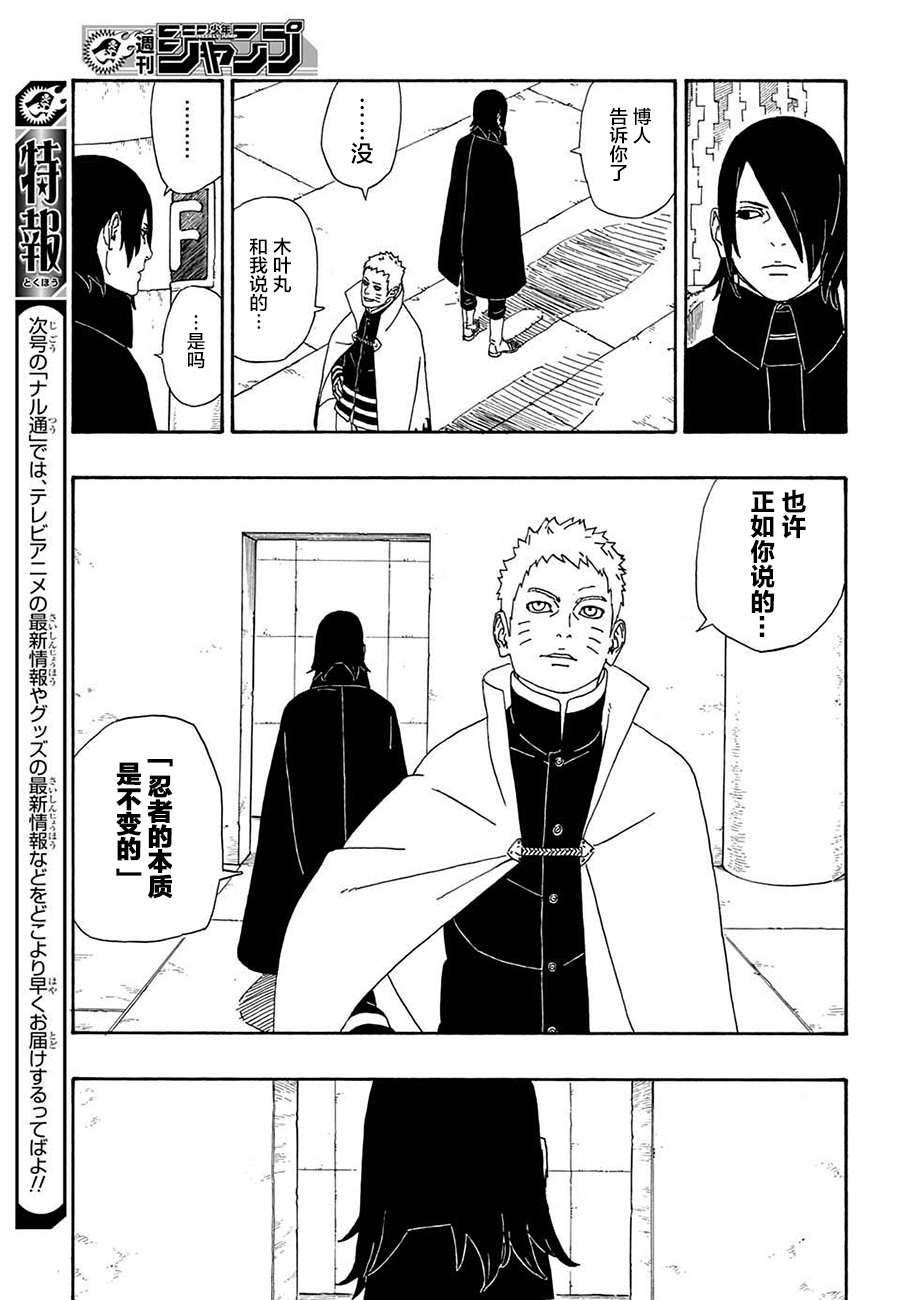 週刊
少年
ジャンプ
博人
告诉你了
……没
木叶丸
和我说的…
………
…是吗
F
也许
正如你说的…
「忍者的本质
是不变的」
特報
とくほう
次号の「ナル通」では、テレビアニメの最新情報やグッズの最新情報などをどこより早くお届けするってばよ!!